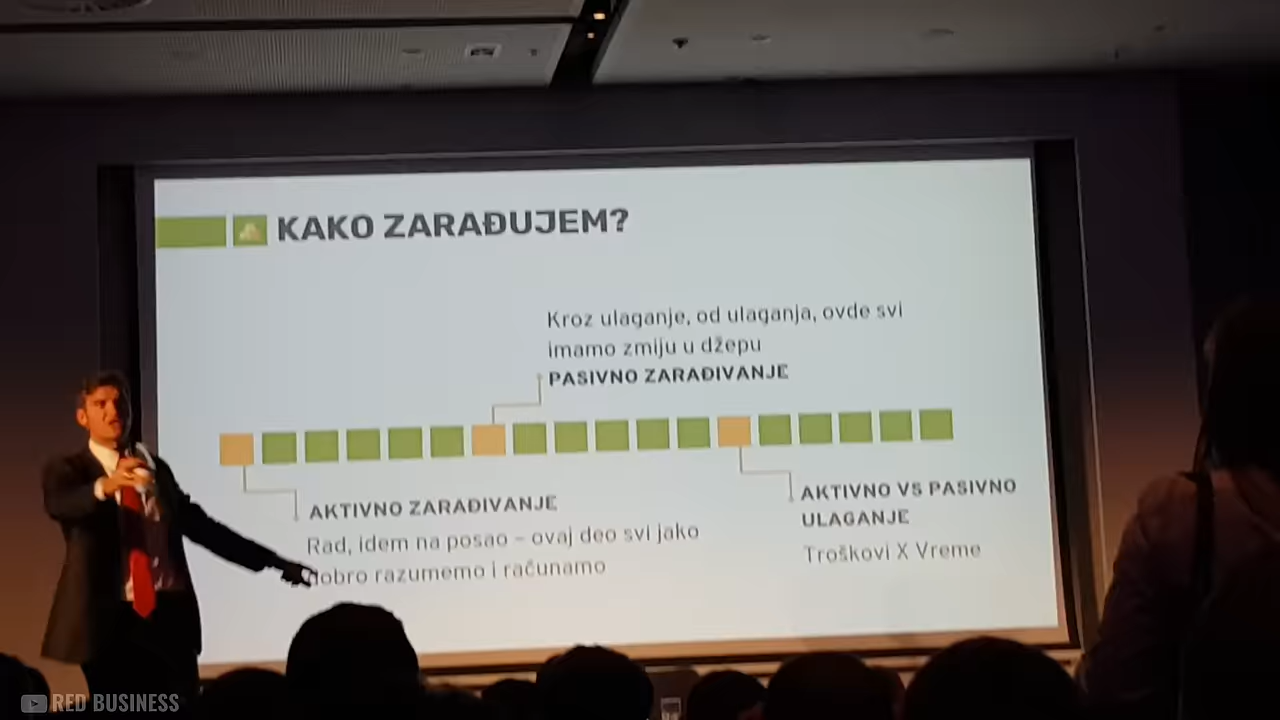 KAKO ZARAĐUJEM?
Kroz ulaganje, od ulaganja, ovde svi
imamo zmiju u džepu
PASIVNO ZARAĐIVANJE
AKTIVNO ZARAĐIVANJE
Rad, idem na posao – ovaj deo svi jako
dobro razumemo i računamo
AKTIVNO VS PASIVNO
ULAGANJE
Troškovi X Vreme
RED BUSINESS